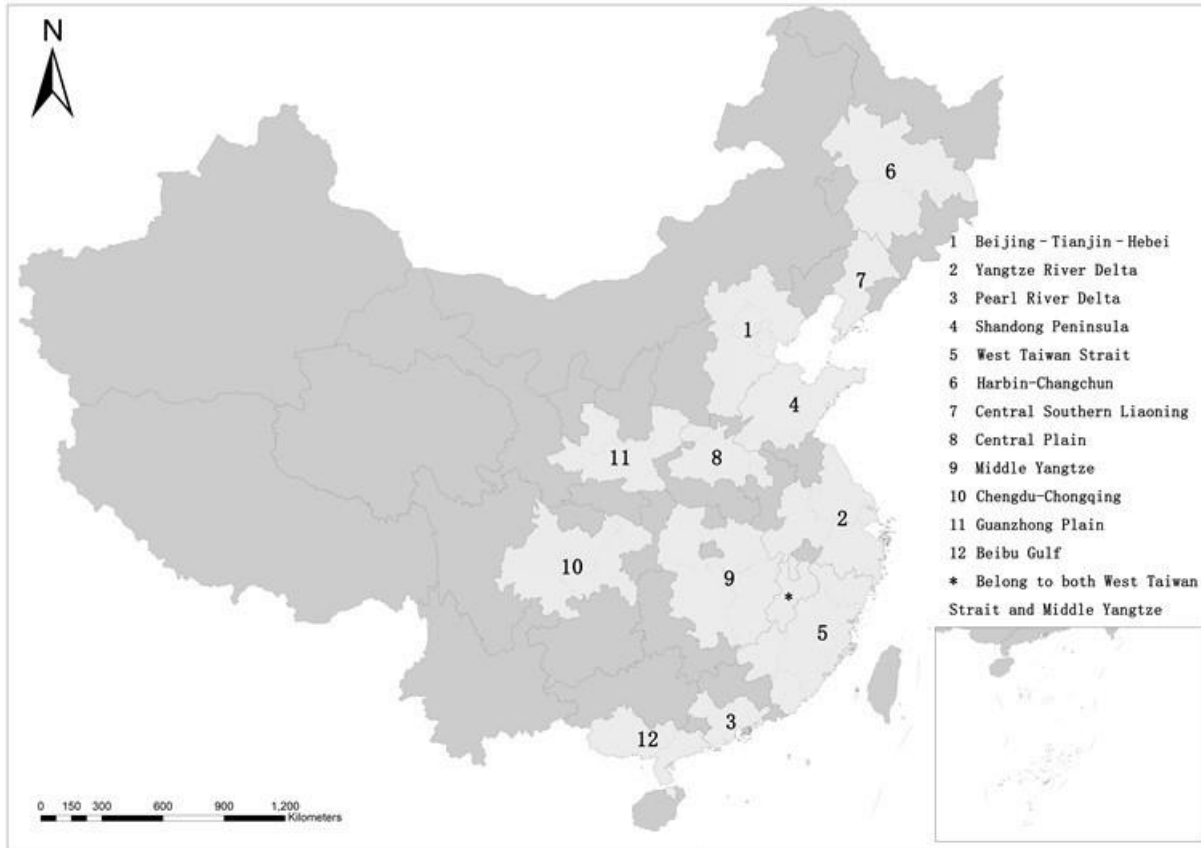 N
6
1 Beijing–Tianjin–Hebei
2 Yangtze River Delta
7
3 Pearl River Delta
1
4 Shandong Peninsula
5 West Taiwan Strait
6 Harbin-Changchun
4
7 Central Southern Liaoning
8 Central Plain
11
8
9 Middle Yangtze
10 Chengdu-Chongqing
2
11 Guanzhong Plain
12 Beibu Gulf
10
9
* Belong to both West Taiwan
*
Strait and Middle Yangtze
5
3
12
0 150 300 600 900 1,200
Kilometers